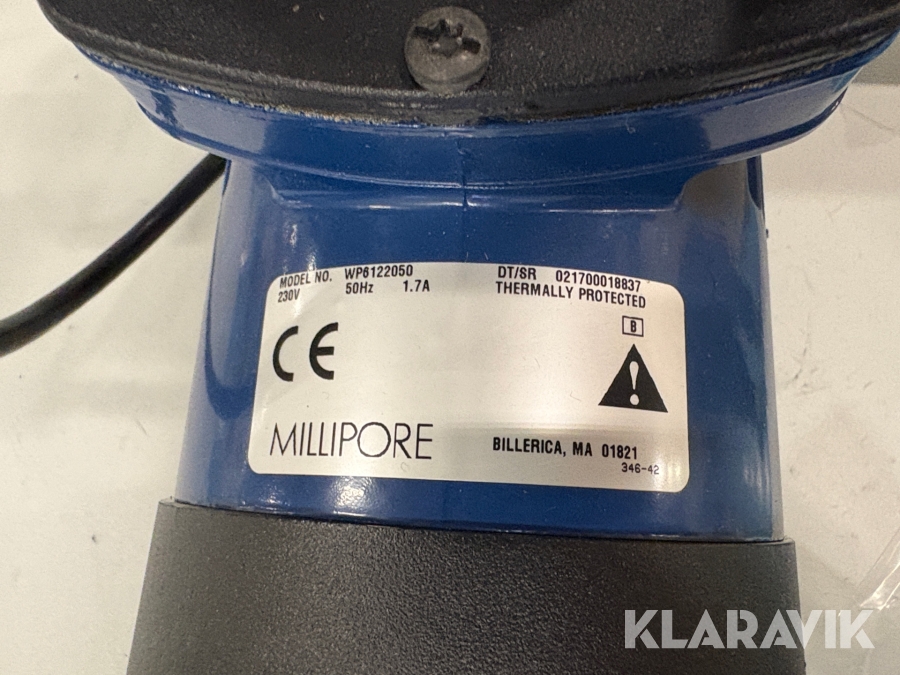 MODEL NO. WP6122050 DT/SR 021700018837
230V 50Hz 1.7A THERMALLY PROTECTED
B
CE
!
MILLIPORE BILLERICA, MA 01821
346-42
KLARAVIK